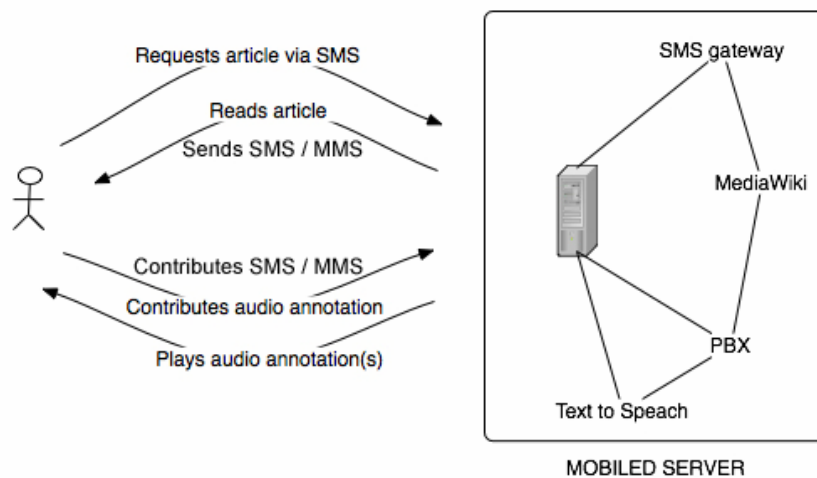 Requests article via SMS
Reads article
Sends SMS / MMS
Contributes SMS / MMS
Contributes audio annotation
Plays audio annotation(s)
SMS gateway
MediaWiki
PBX
Text to Speach
MOBILED SERVER